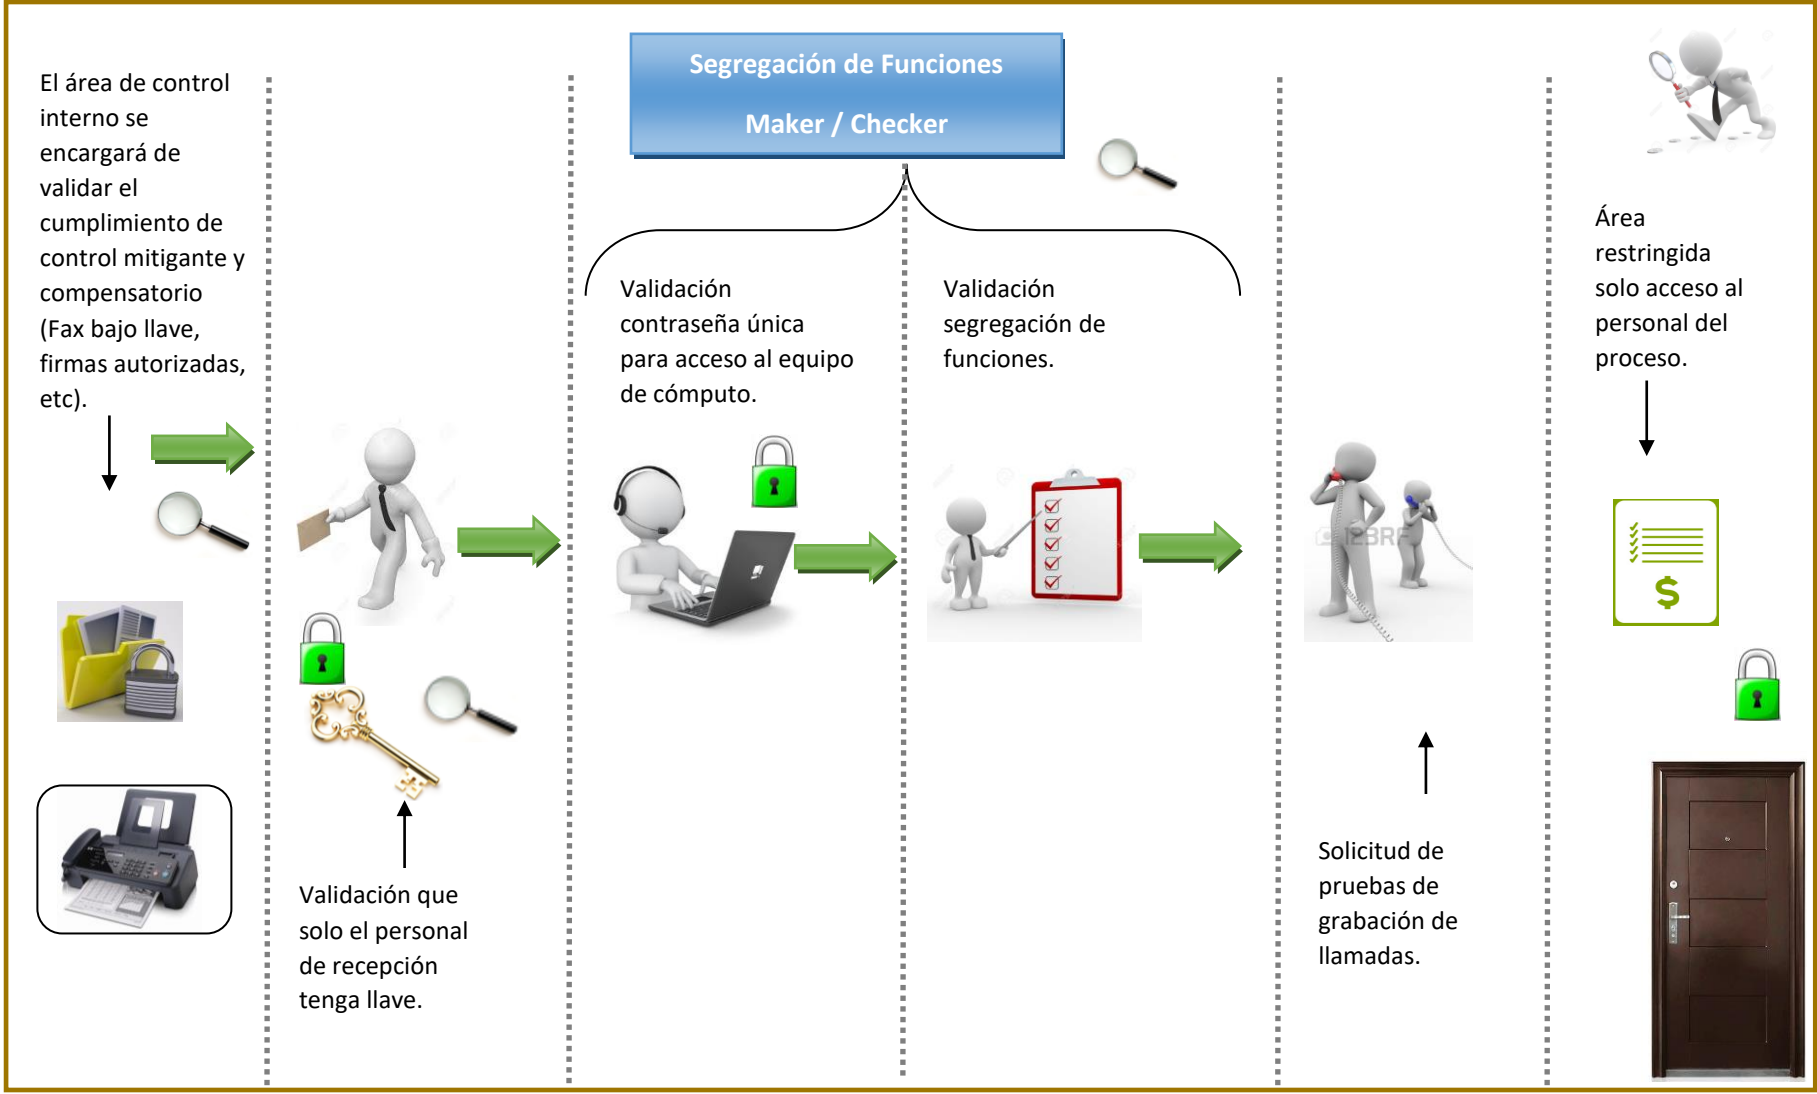 El área de control
interno se
encargará de
validar el
cumplimiento de
control mitigante y
compensatorio
(Fax bajo llave,
firmas autorizadas,
etc).
Validación que
solo el personal
de recepción
tenga llave.
Segregación de Funciones
Maker / Checker
Validación
contraseña única
para acceso al equipo
de cómputo.
Validación
segregación de
funciones.
Solicitud de
pruebas de
grabación de
llamadas.
123RF
Área
restringida
solo acceso al
personal del
proceso.
$